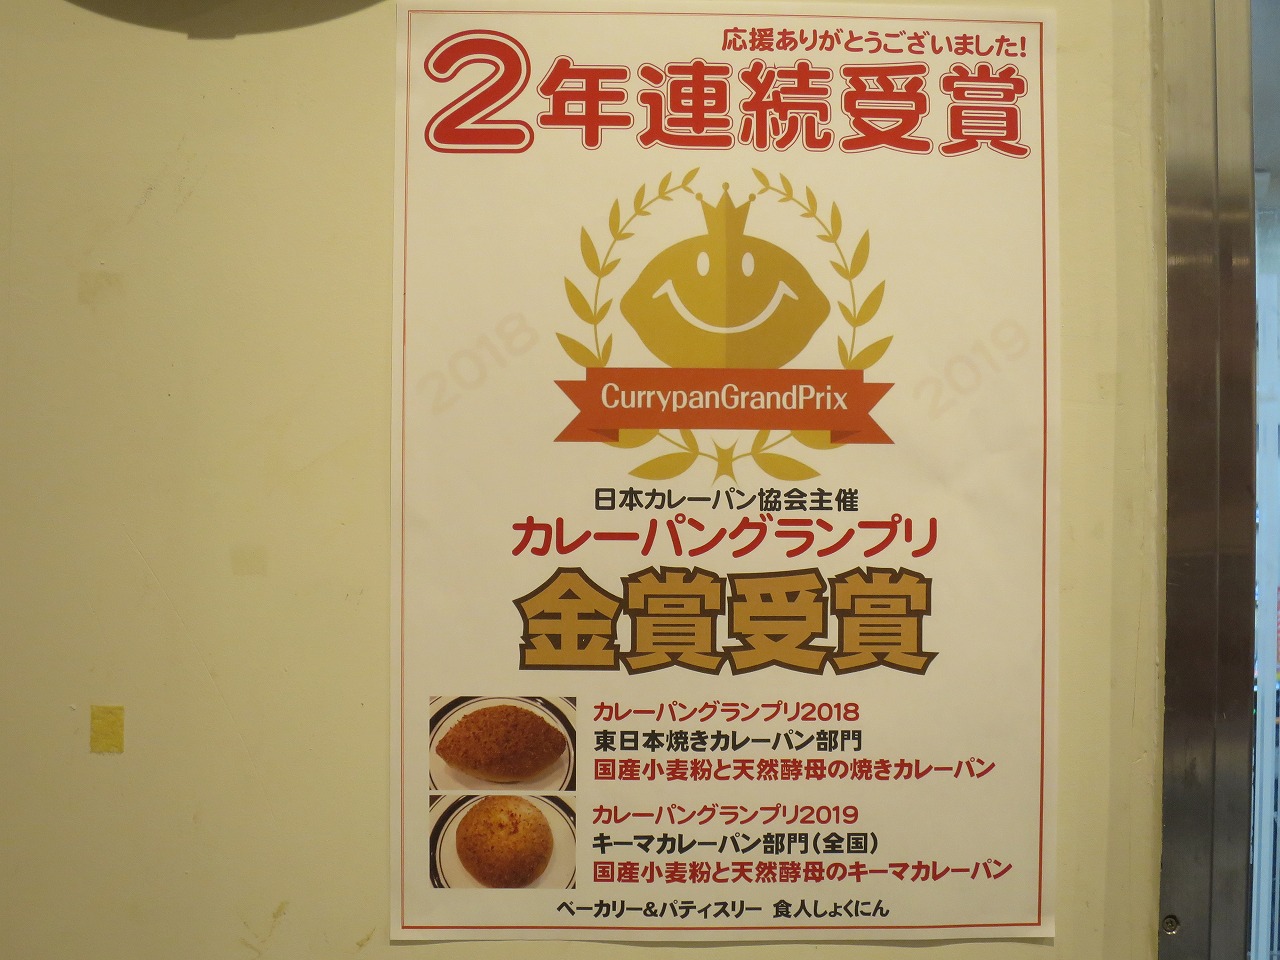 応援ありがとうございました!
2年連続受賞
2018
2019
CurrypanGrandPrix
日本カレーパン協会主催
カレーパングランプリ
金賞受賞
カレーパングランプリ2018
東日本焼きカレーパン部門
国産小麦粉と天然酵母の焼きカレーパン
カレーパングランプリ2019
キーマカレーパン部門(全国)
国産小麦粉と天然酵母のキーマカレーパン
ベーカリー&パティスリー 食人しょくにん